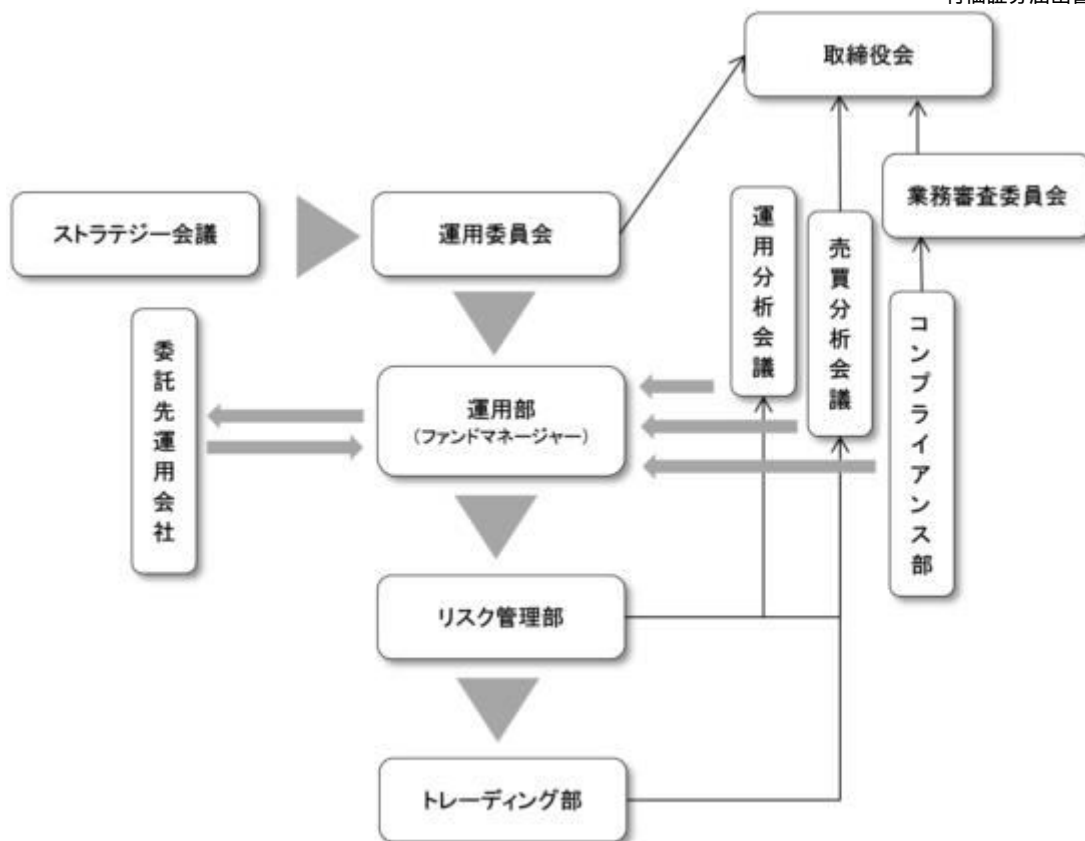 取締役会
業務審査委員会
ストラテジー会議
運用委員会
運用分析会議
売買分析会議
コンプライアンス部
委託先運用会社
運用部
(ファンドマネージャー)
リスク管理部
トレーディング部